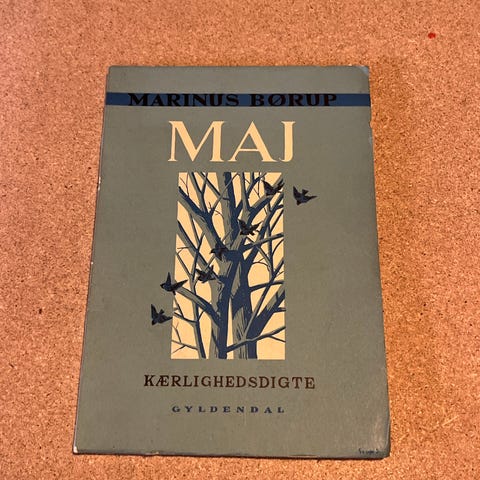 MARINUS BØRUP
MAJ
KÆRLIGHEDSDIGTE
GYLDENDAL